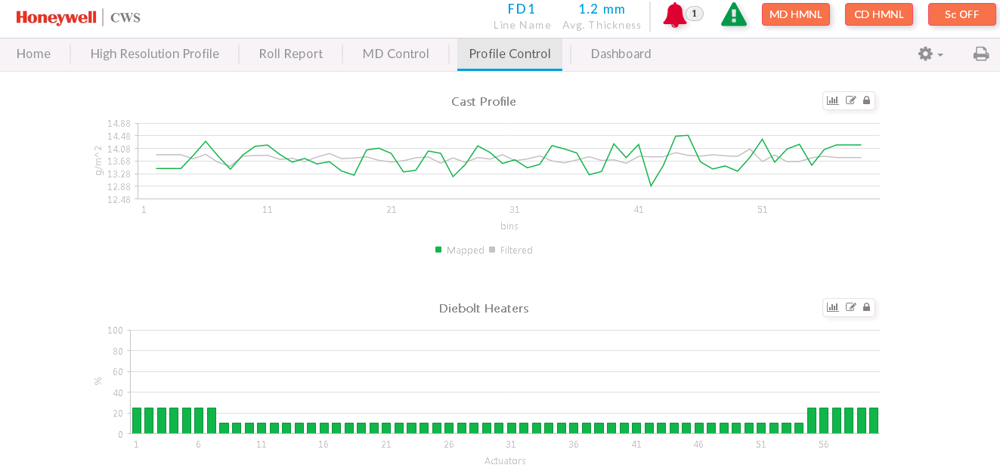 Honeywell | CWS
FD1 1.2 mm 1 MD HMNL CD HMNL Sc OFF
Line Name Avg. Thickness
Home High Resolution Profile Roll Report MD Control Profile Control Dashboard
Cast Profile
14.88
14.48
14.08
13.68
13.28
12.88
12.48
g/m^2
1 11 21 31 41 51
bins
Mapped Filtered
Diebolt Heaters
100
80
60
40
20
0
%
1 6 11 16 21 26 31 36 41 46 51 56
Actuators